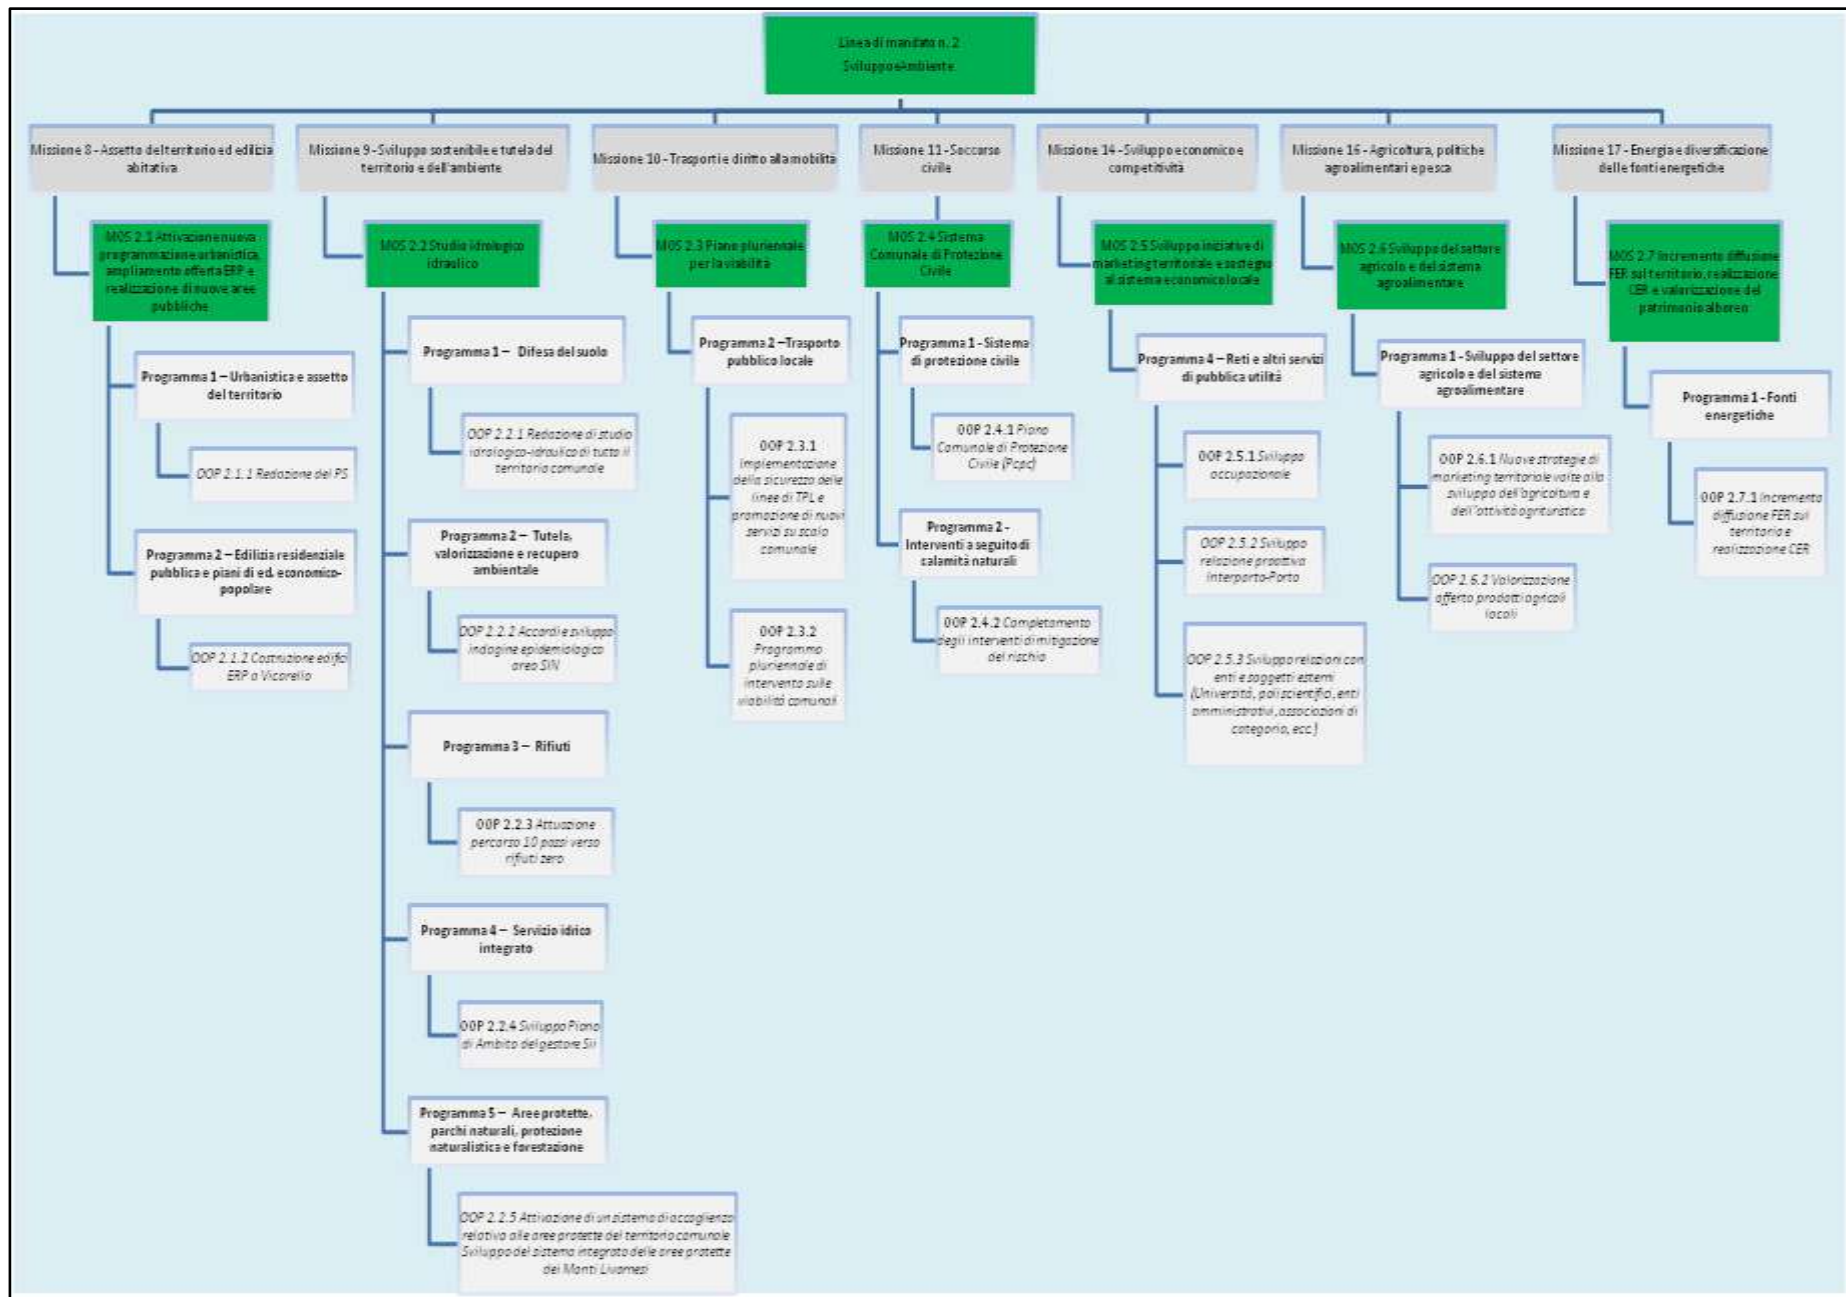 Linea di mandato n. 2
Sviluppo e Ambiente
Missione 8 - Assetto del territorio ed edilizia
abitativa
Missione 9 - Sviluppo sostenibile e tutela del
territorio e dell'ambiente
Missione 10 - Trasporti e diritto alla mobilità
Missione 11 - Soccorso
civile
Missione 14 - Sviluppo economico e
competitività
Missione 16 - Agricoltura, politiche
agroalimentari e pesca
Missione 17 - Energia e diversificazione
delle fonti energetiche
MOS 2.1 Attivazione nuova
programmazione urbanistica,
ampliamento offerta ERP e
realizzazione di nuove aree
pubbliche
Programma 1 – Urbanistica e assetto
del territorio
OOP 2.1.1 Redazione del PS
Programma 2 – Edilizia residenziale
pubblica e piani di ed. economico-
popolare
OOP 2.1.2 Costruzione edifici
ERP a Vicarello
MOS 2.2 Studio idrologico
idraulico
Programma 1 – Difesa del suolo
OOP 2.2.1 Redazione di studio
idrologico-idraulico di tutto il
territorio comunale
Programma 2 – Tutela,
valorizzazione e recupero
ambientale
OOP 2.2.2 Accordi e sviluppo
indagine epidemiologica
area SIN
Programma 3 – Rifiuti
OOP 2.2.3 Attuazione
percorso 10 passi verso
rifiuti zero
Programma 4 – Servizio idrico
integrato
OOP 2.2.4 Sviluppo Piano
di Ambito del gestore SII
Programma 5 – Aree protette,
parchi naturali, protezione
naturalistica e forestazione
OOP 2.2.5 Attivazione di un sistema di accoglienza
relativa alle aree protette del territorio comunale
Sviluppo del sistema integrato delle aree protette
dei Monti Livornesi
MOS 2.3 Piano pluriennale
per la viabilità
Programma 2 – Trasporto
pubblico locale
OOP 2.3.1
Implementazione
della sicurezza delle
linee di TPL e
promozione di nuovi
servizi su scala
comunale
OOP 2.3.2
Programma
pluriennale di
intervento sulle
viabilità comunali
MOS 2.4 Sistema
Comunale di Protezione
Civile
Programma 1 - Sistema
di protezione civile
OOP 2.4.1 Piano
Comunale di Protezione
Civile (Pcpc)
Programma 2 -
Interventi a seguito di
calamità naturali
OOP 2.4.2 Completamento
degli interventi di mitigazione
del rischio
MOS 2.5 Sviluppo iniziative di
marketing territoriale e sostegno
al sistema economico locale
Programma 4 – Reti e altri servizi
di pubblica utilità
OOP 2.5.1 Sviluppo
occupazionale
OOP 2.5.2 Sviluppo
relazione proattiva
Interporto-Porto
OOP 2.5.3 Sviluppo relazioni con
enti e soggetti esterni
(Università, poli scientifici, enti
amministrativi, associazioni di
categoria, ecc.)
MOS 2.6 Sviluppo del settore
agricolo e del sistema
agroalimentare
Programma 1 - Sviluppo del settore
agricolo e del sistema
agroalimentare
OOP 2.6.1 Nuove strategie di
marketing territoriale volte allo
sviluppo dell'agricoltura e
dell'attività agrituristica
OOP 2.6.2 Valorizzazione
offerta prodotti agricoli
locali
MOS 2.7 Incremento diffusione
FER sul territorio, realizzazione
CER e valorizzazione del
patrimonio alboreo
Programma 1 - Fonti
energetiche
OOP 2.7.1 Incremento
diffusione FER sul
territorio e
realizzazione CER